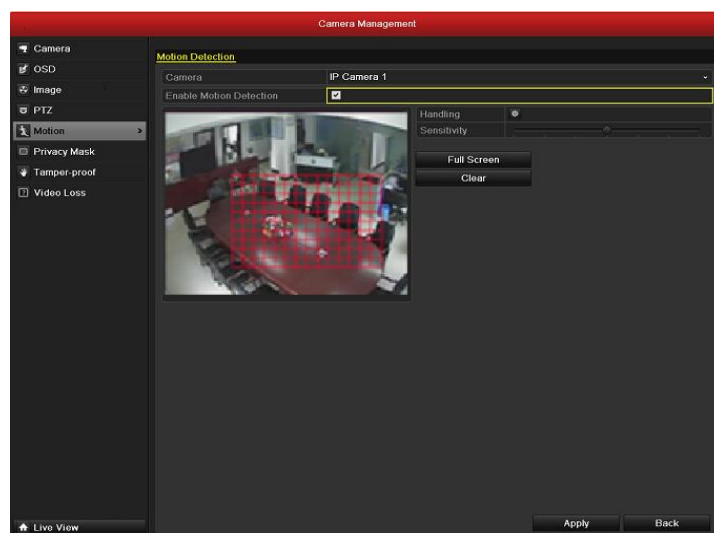 Camera Management
Camera
OSD
Image
PTZ
Motion
Privacy Mask
Tamper-proof
Video Loss
Motion Detection
Camera IP Camera 1
Enable Motion Detection
Handling
Sensitivity
Full Screen
Clear
Live View
Apply Back